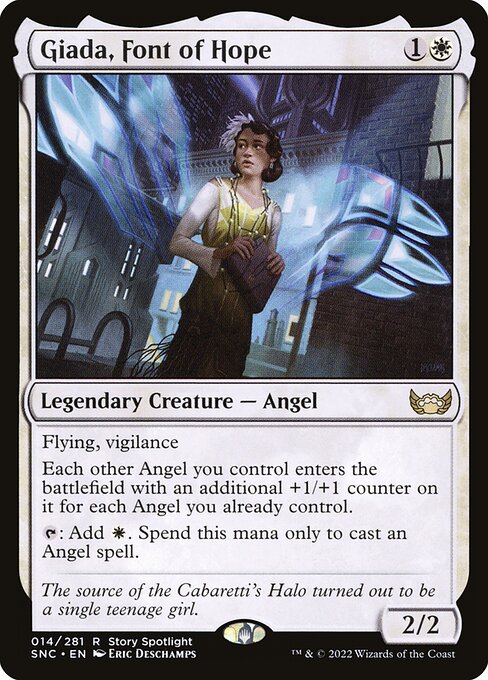 Giada, Font of Hope 1
Legendary Creature — Angel
Flying, vigilance
Each other Angel you control enters the
battlefield with an additional +1/+1 counter on
it for each Angel you already control.
: Add . Spend this mana only to cast an
Angel spell.
The source of the Cabaretti's Halo turned out to be
a single teenage girl.
2/2
014/281 R Story Spotlight
SNC • EN Eric Deschamps
™ & © 2022 Wizards of the Coast